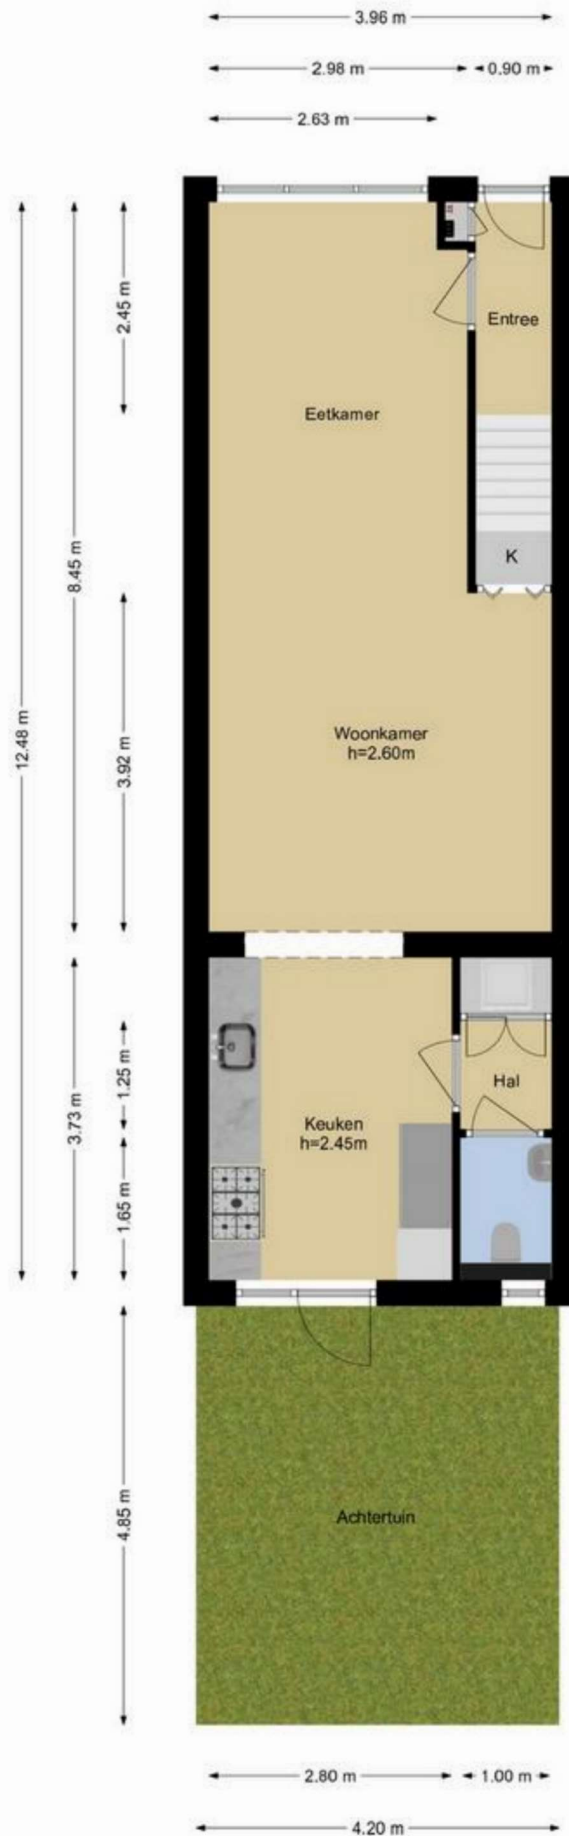 3.96 m
2.98 m
0.90 m
2.63 m
2.45 m
8.45 m
12.48 m
3.92 m
Entree
Eetkamer
K
Woonkamer
h=2.60m
3.73 m
1.25 m
1.65 m
Hal
Keuken
h=2.45m
4.85 m
Achtertuin
2.80 m
1.00 m
4.20 m